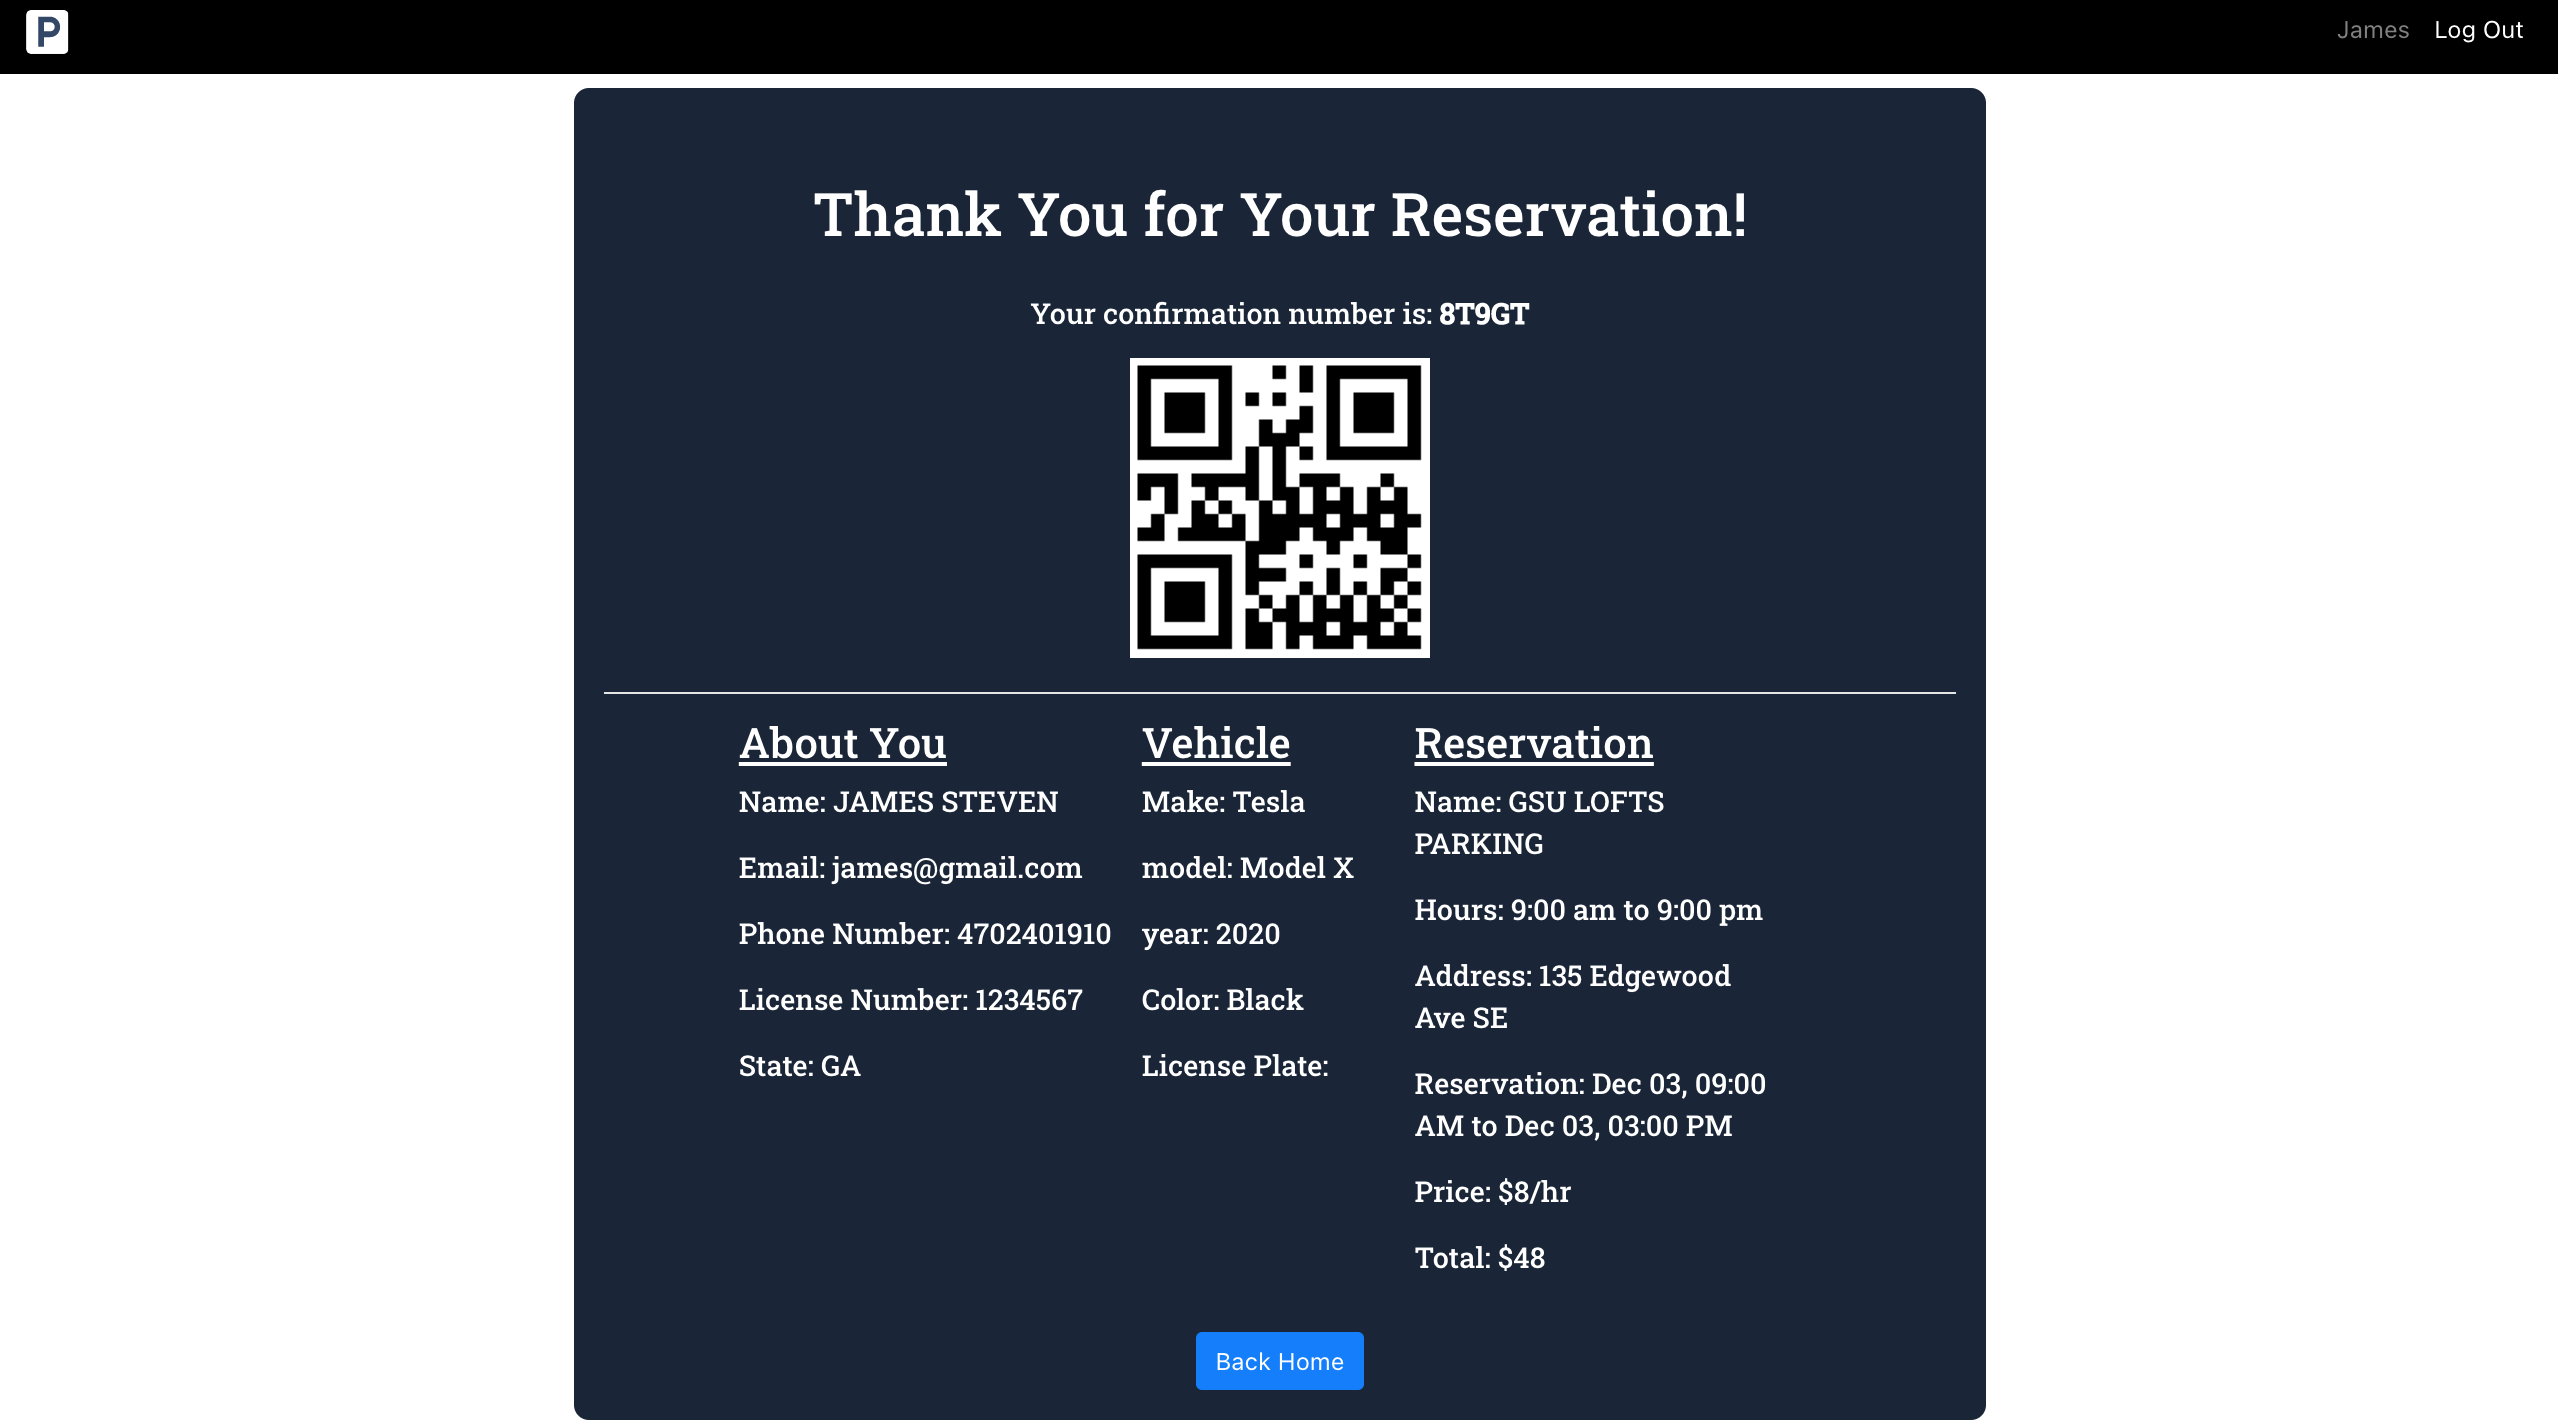 P
James Log Out
Thank You for Your Reservation!
Your confirmation number is: 8T9GT
About You
Name: JAMES STEVEN
Email: james@gmail.com
Phone Number: 4702401910
License Number: 1234567
State: GA
Vehicle
Make: Tesla
model: Model X
year: 2020
Color: Black
License Plate:
Reservation
Name: GSU LOFTS
PARKING
Hours: 9:00 am to 9:00 pm
Address: 135 Edgewood
Ave SE
Reservation: Dec 03, 09:00
AM to Dec 03, 03:00 PM
Price: $8/hr
Total: $48
Back Home